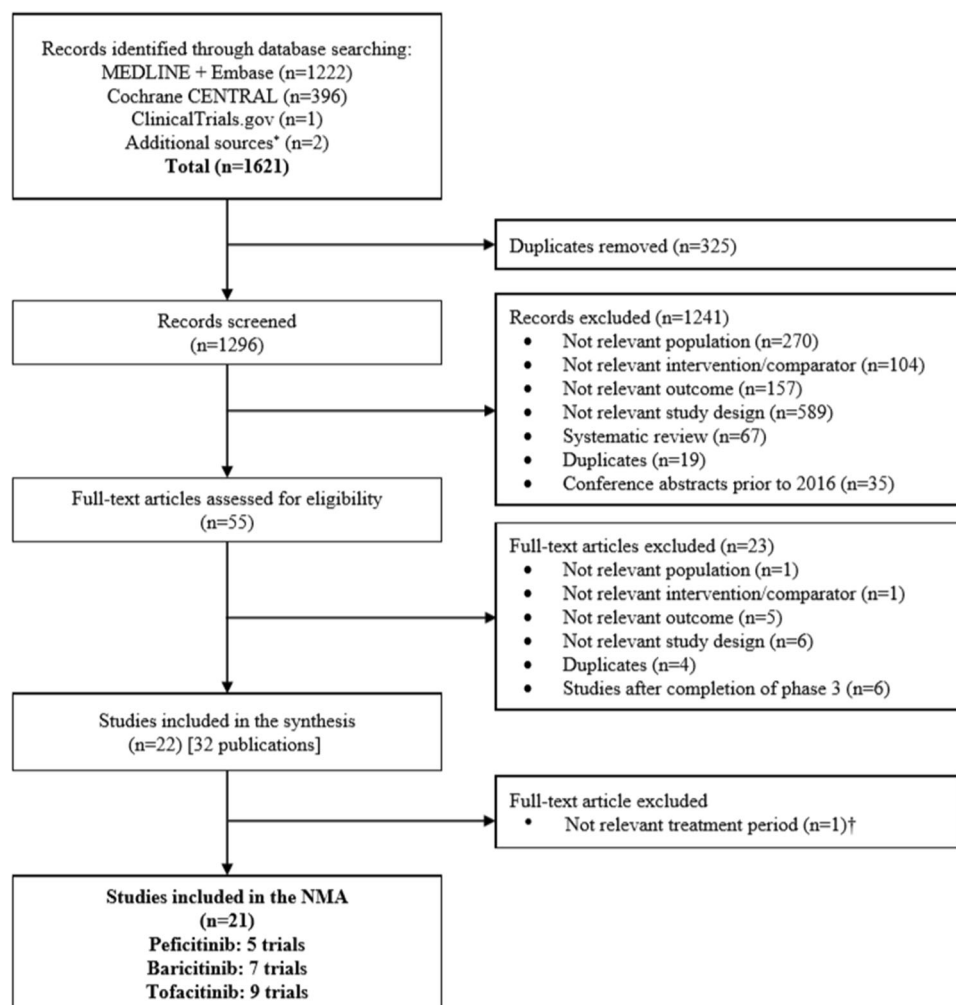 Records identified through database searching:
MEDLINE + Embase (n=1222)
Cochrane CENTRAL (n=396)
ClinicalTrials.gov (n=1)
Additional sources* (n=2)
Total (n=1621)
Duplicates removed (n=325)
Records screened
(n=1296)
Records excluded (n=1241)
• Not relevant population (n=270)
• Not relevant intervention/comparator (n=104)
• Not relevant outcome (n=157)
• Not relevant study design (n=589)
• Systematic review (n=67)
• Duplicates (n=19)
• Conference abstracts prior to 2016 (n=35)
Full-text articles assessed for eligibility
(n=55)
Full-text articles excluded (n=23)
• Not relevant population (n=1)
• Not relevant intervention/comparator (n=1)
• Not relevant outcome (n=5)
• Not relevant study design (n=6)
• Duplicates (n=4)
• Studies after completion of phase 3 (n=6)
Studies included in the synthesis
(n=22) [32 publications]
Full-text article excluded
• Not relevant treatment period (n=1)†
Studies included in the NMA
(n=21)
Peficitinib: 5 trials
Baricitinib: 7 trials
Tofacitinib: 9 trials